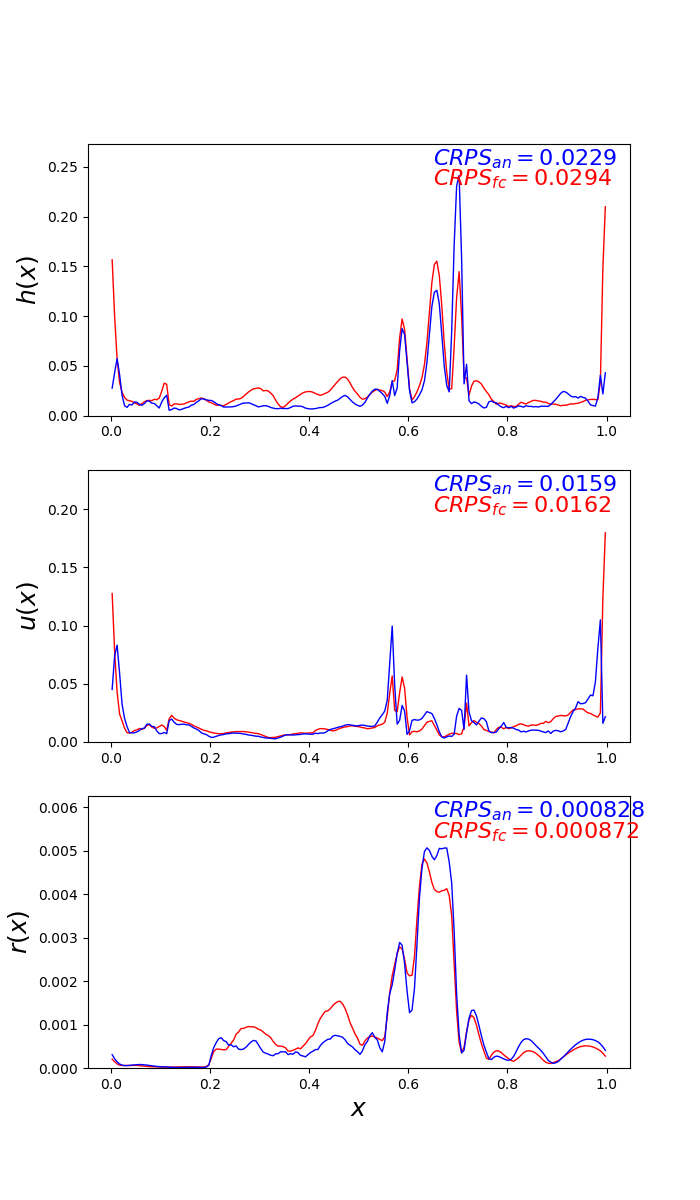 CRPS_an = 0.0229
CRPS_fc = 0.0294
h(x)
0.25
0.20
0.15
0.10
0.05
0.00
0.0 0.2 0.4 0.6 0.8 1.0
CRPS_an = 0.0159
CRPS_fc = 0.0162
u(x)
0.20
0.15
0.10
0.05
0.00
0.0 0.2 0.4 0.6 0.8 1.0
CRPS_an = 0.000828
CRPS_fc = 0.000872
r(x)
0.006
0.005
0.004
0.003
0.002
0.001
0.000
0.0 0.2 0.4 0.6 0.8 1.0
x